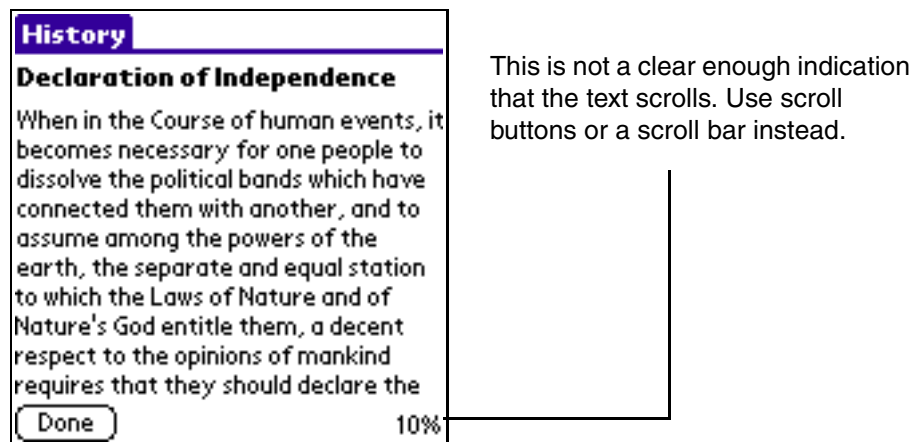 History
Declaration of Independence
When in the Course of human events, it
becomes necessary for one people to
dissolve the political bands which have
connected them with another, and to
assume among the powers of the
earth, the separate and equal station
to which the Laws of Nature and of
Nature's God entitle them, a decent
respect to the opinions of mankind
requires that they should declare the
Done
10%
This is not a clear enough indication
that the text scrolls. Use scroll
buttons or a scroll bar instead.